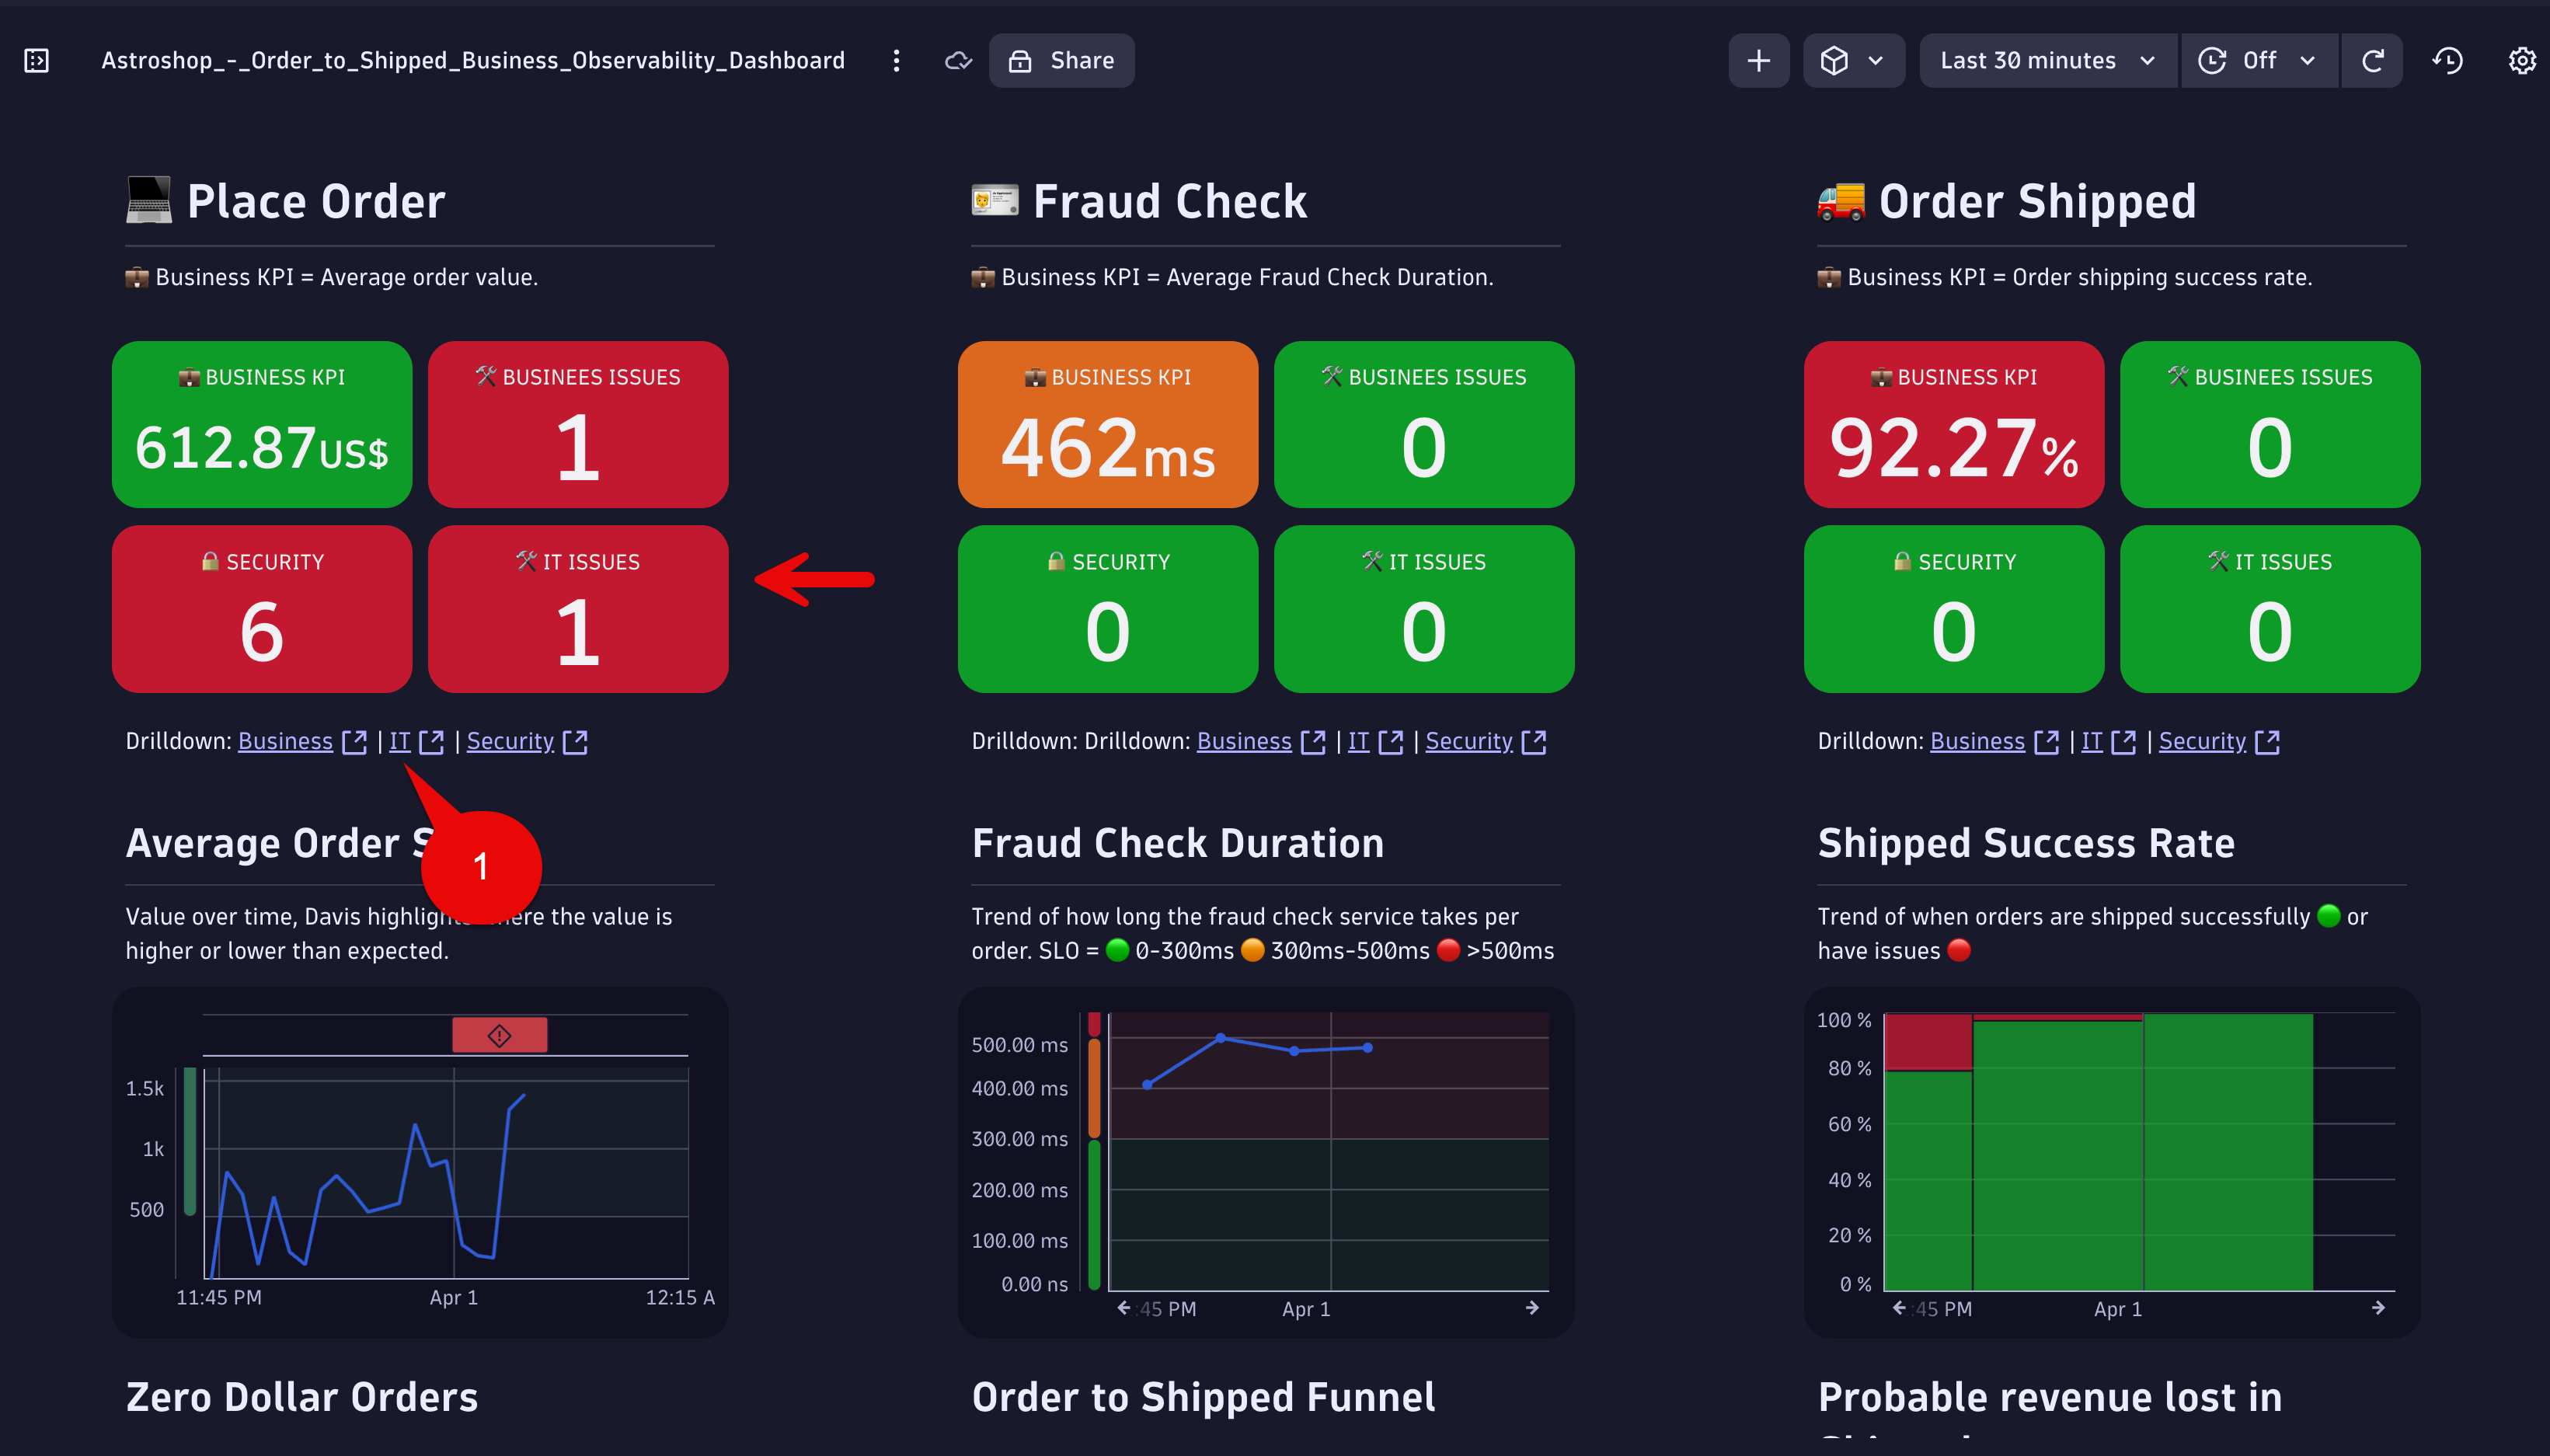 Astroshop_-_Order_to_Shipped_Business_Observability_Dashboard
Share
Last 30 minutes
Off
Place Order
Business KPI = Average order value.
BUSINESS KPI
612.87US$
BUSINEES ISSUES
1
SECURITY
6
IT ISSUES
1
Drilldown: Business | IT | Security
1
Average Order S
Value over time, Davis highlights where the value is
higher or lower than expected.
1.5k
1k
500
11:45 PM
Apr 1
12:15 A
Zero Dollar Orders
Fraud Check
Business KPI = Average Fraud Check Duration.
BUSINESS KPI
462ms
BUSINEES ISSUES
0
SECURITY
0
IT ISSUES
0
Drilldown: Drilldown: Business | IT | Security
Fraud Check Duration
Trend of how long the fraud check service takes per
order. SLO = 0-300ms 300ms-500ms >500ms
500.00 ms
400.00 ms
300.00 ms
200.00 ms
100.00 ms
0.00 ns
:45 PM
Apr 1
Order to Shipped Funnel
Order Shipped
Business KPI = Order shipping success rate.
BUSINESS KPI
92.27%
BUSINEES ISSUES
0
SECURITY
0
IT ISSUES
0
Drilldown: Business | IT | Security
Shipped Success Rate
Trend of when orders are shipped successfully or
have issues
100 %
80 %
60 %
40 %
20 %
0 %
:45 PM
Apr 1
Probable revenue lost in